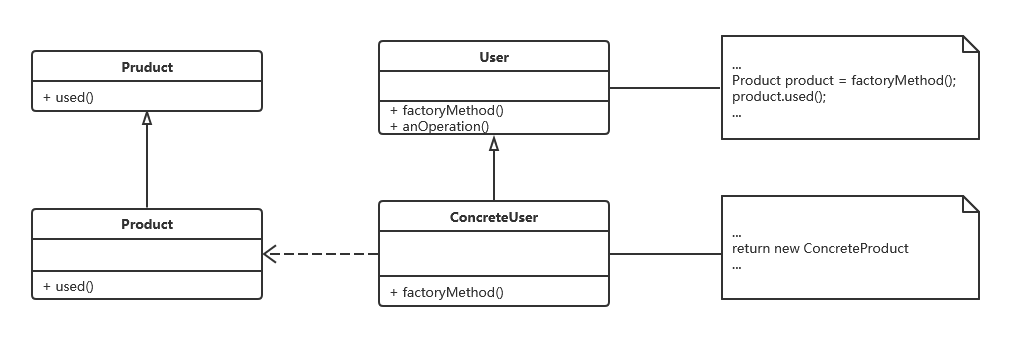 Pruduct
+ used()
User
+ factoryMethod()
+ anOperation()
...
Product product = factoryMethod();
product.used();
...
Product
+ used()
ConcreteUser
+ factoryMethod()
...
return new ConcreteProduct
...